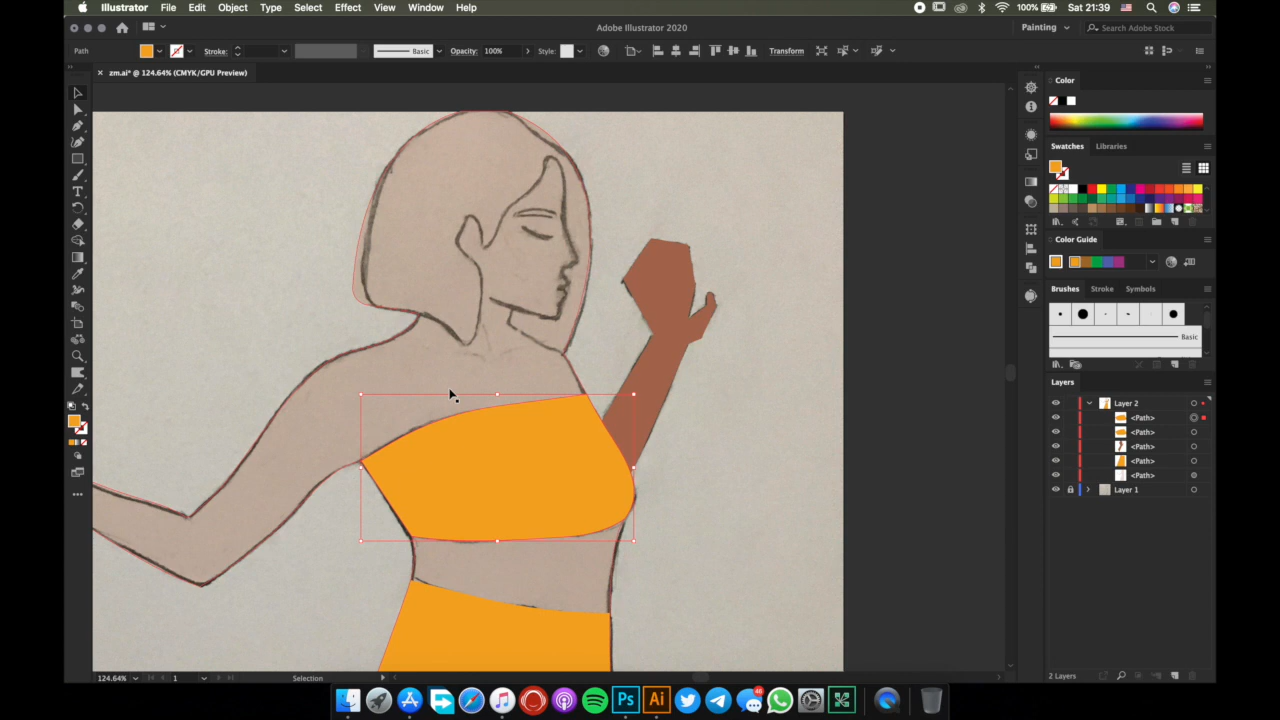 Illustrator File Edit Object Type Select Effect View Window Help 100% Sat 21:39
Adobe Illustrator 2020 Painting Search Adobe Stock
Path Stroke: Basic Opacity: 100% Style: Transform
zm.ai* @ 124.64% (CMYK/GPU Preview)
Color
Swatches Libraries
Color Guide
Brushes Stroke Symbols
Basic
Layers
Layer 2
<Path>
<Path>
<Path>
<Path>
<Path>
Layer 1
124.64% 1 Selection 2 Layers
Ps Ai